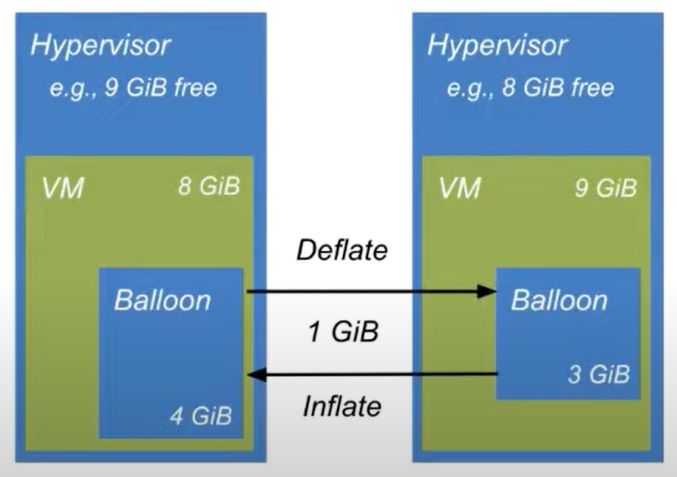 Hypervisor
e.g., 9 GiB free
VM
8 GiB
Balloon
4 GiB
Deflate
1 GiB
Inflate
Hypervisor
e.g., 8 GiB free
VM
9 GiB
Balloon
3 GiB